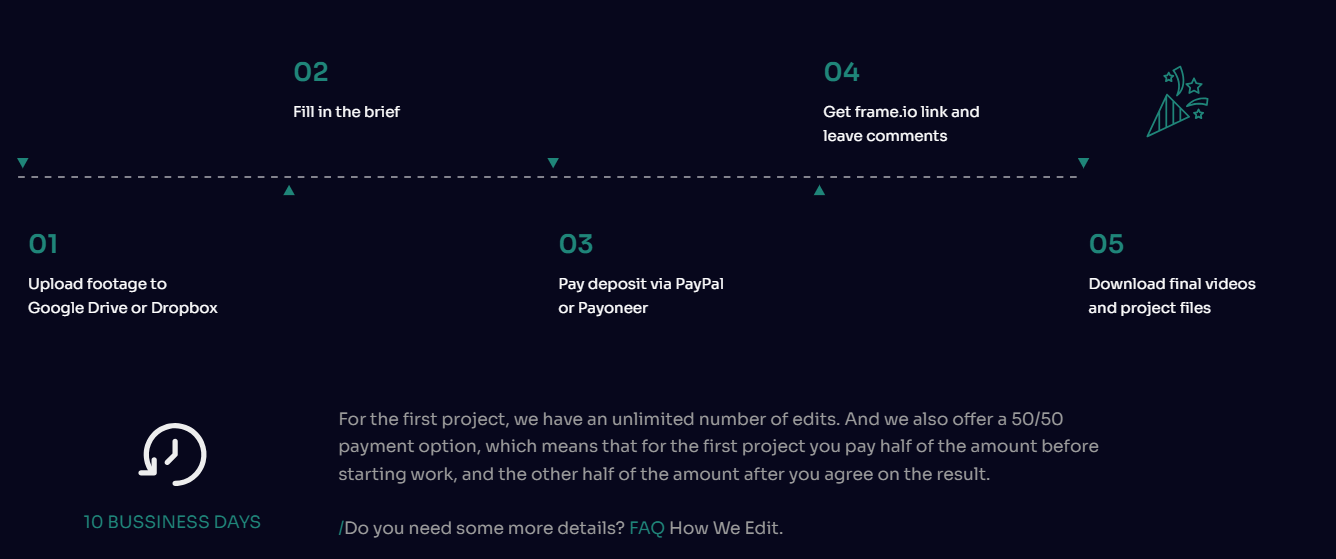 01
Upload footage to
Google Drive or Dropbox
02
Fill in the brief
03
Pay deposit via PayPal
or Payoneer
04
Get frame.io link and
leave comments
05
Download final videos
and project files
10 BUSSINESS DAYS
For the first project, we have an unlimited number of edits. And we also offer a 50/50
payment option, which means that for the first project you pay half of the amount before
starting work, and the other half of the amount after you agree on the result.
/Do you need some more details? FAQ How We Edit.